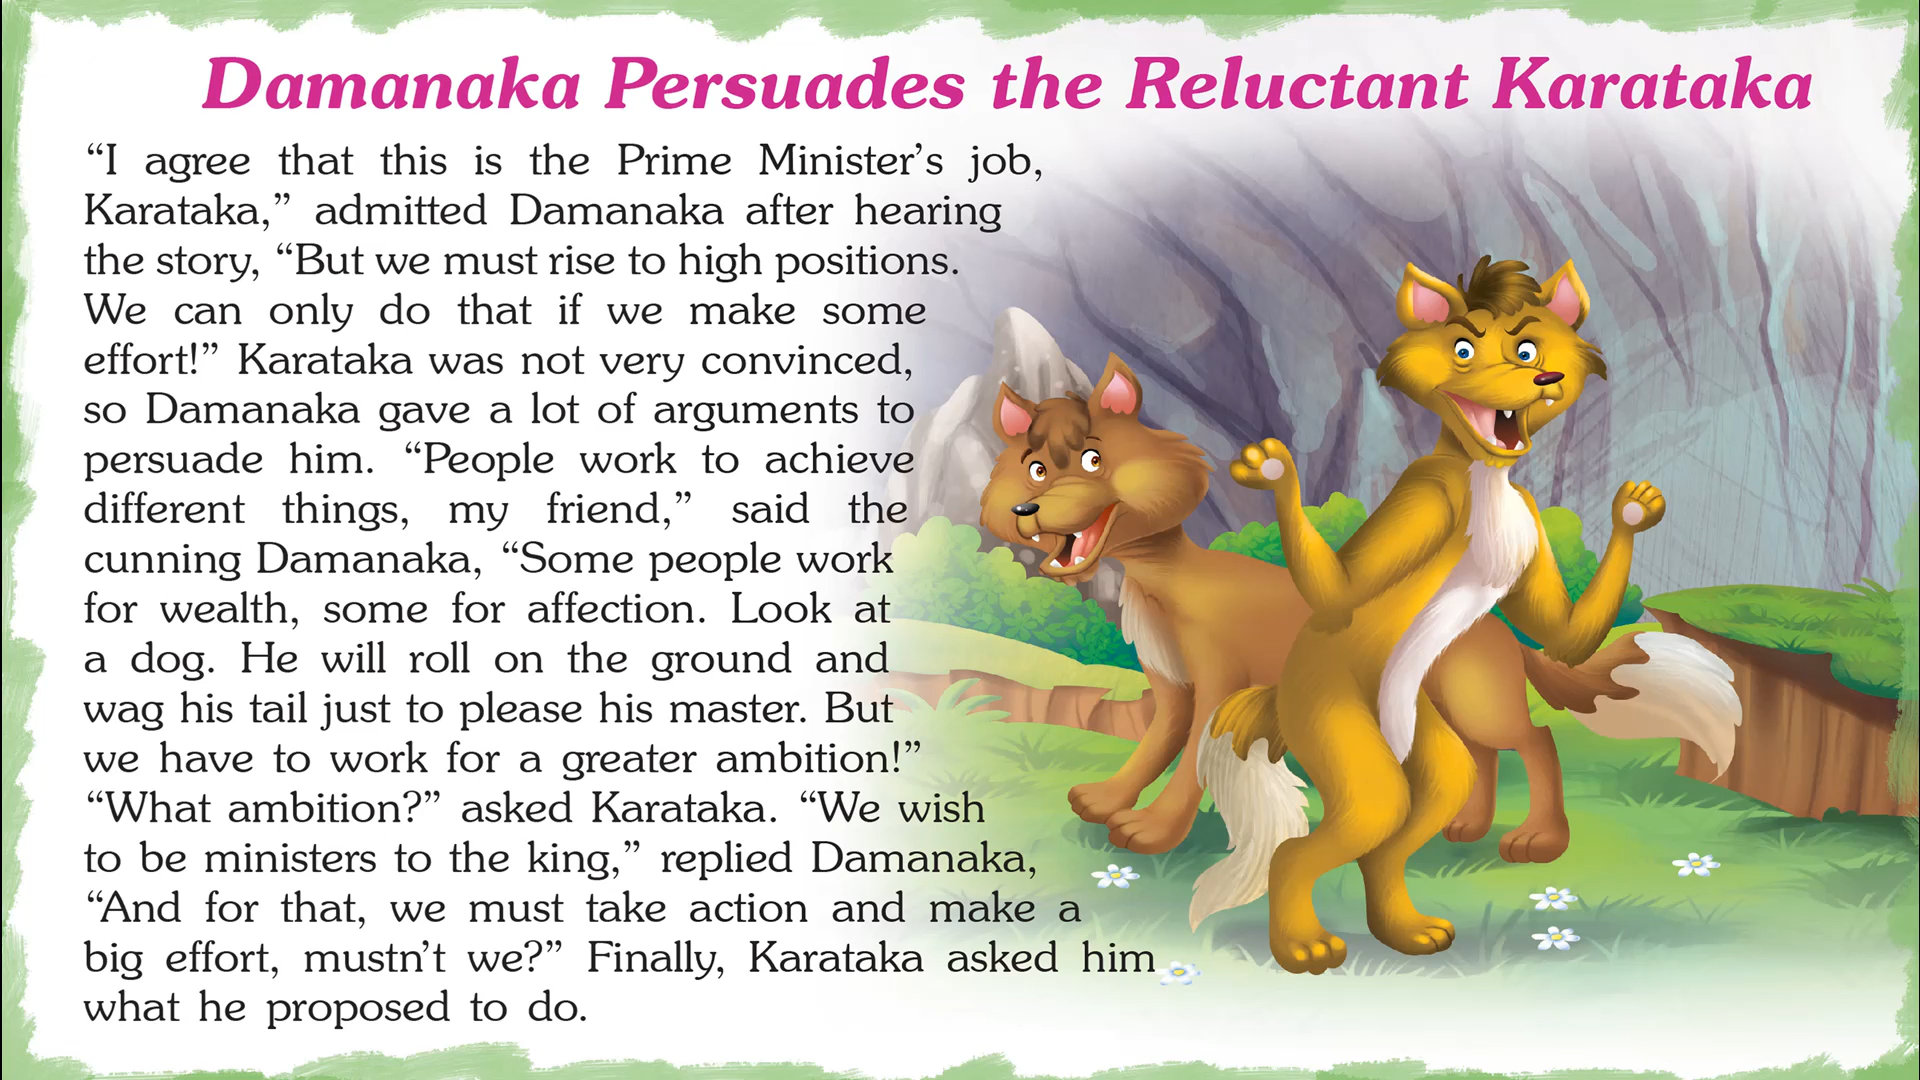 Damanaka Persuades the Reluctant Karataka
“I agree that this is the Prime Minister’s job,
Karataka,” admitted Damanaka after hearing
the story, “But we must rise to high positions.
We can only do that if we make some
effort!” Karataka was not very convinced,
so Damanaka gave a lot of arguments to
persuade him. “People work to achieve
different things, my friend,” said the
cunning Damanaka, “Some people work
for wealth, some for affection. Look at
a dog. He will roll on the ground and
wag his tail just to please his master. But
we have to work for a greater ambition!”
“What ambition?” asked Karataka. “We wish
to be ministers to the king,” replied Damanaka,
“And for that, we must take action and make a
big effort, mustn’t we?” Finally, Karataka asked him
what he proposed to do.